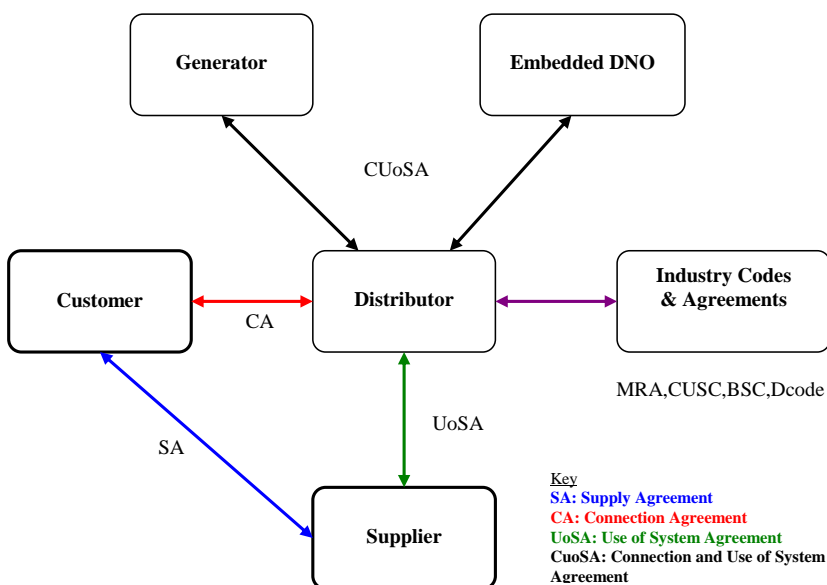 Generator
Embedded DNO
CUoSA
Customer
Distributor
Industry Codes
& Agreements
CA
MRA,CUSC,BSC,Dcode
UoSA
SA
Supplier
Key
SA: Supply Agreement
CA: Connection Agreement
UoSA: Use of System Agreement
CuoSA: Connection and Use of System
Agreement